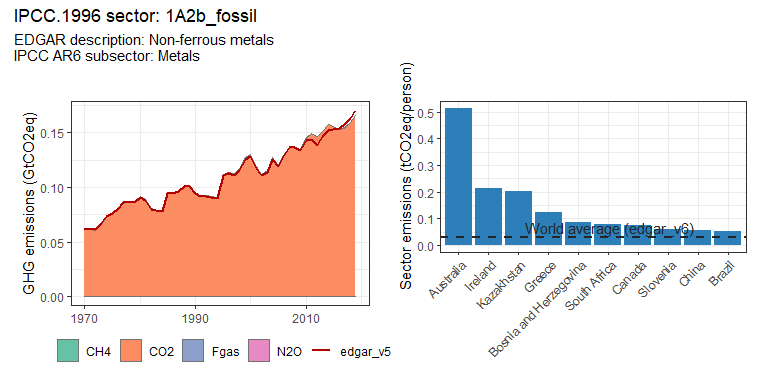 IPCC.1996 sector: 1A2b_fossil
EDGAR description: Non-ferrous metals
IPCC AR6 subsector: Metals
GHG emissions (GtCO2eq)
0.15
0.10
0.05
0.00
1970
1990
2010
CH4
CO2
Fgas
N2O
edgar_v5
Sector emissions (tCO2eq/person)
0.5
0.4
0.3
0.2
0.1
0.0
World average (edgar_v6)
Australia
Ireland
Kazakhstan
Greece
Bosnia and Herzegovina
South Africa
Canada
Slovenia
China
Brazil